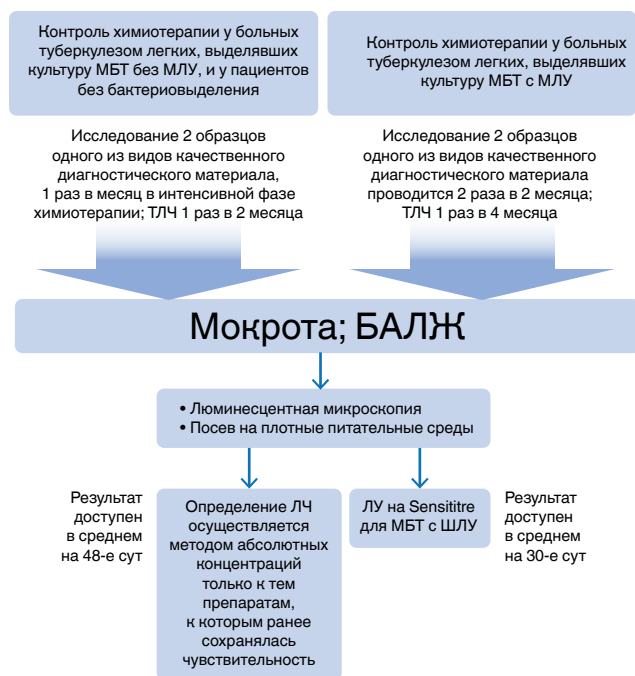 Контроль химиотерапии у больных
туберкулезом легких, выделявших
культуру МБТ без МЛУ, и у пациентов
без бактериовыделения
Контроль химиотерапии у больных
туберкулезом легких, выделявших
культуру МБТ с МЛУ
Исследование 2 образцов
одного из видов качественного
диагностического материала,
1 раз в месяц в интенсивной фазе
химиотерапии; ТЛЧ 1 раз в 2 месяца
Исследование 2 образцов
одного из видов качественного
диагностического материала
проводится 2 раза в 2 месяца;
ТЛЧ 1 раз в 4 месяца
Мокрота; БАЛЖ
• Люминесцентная микроскопия
• Посев на плотные питательные среды
Результат
доступен
в среднем
на 48-е сут
Определение ЛЧ
осуществляется
методом абсолютных
концентраций
только к тем
препаратам,
к которым ранее
сохранялась
чувствительность
ЛУ на Sensititre
для МБТ с ШЛУ
Результат
доступен
в среднем
на 30-е сут